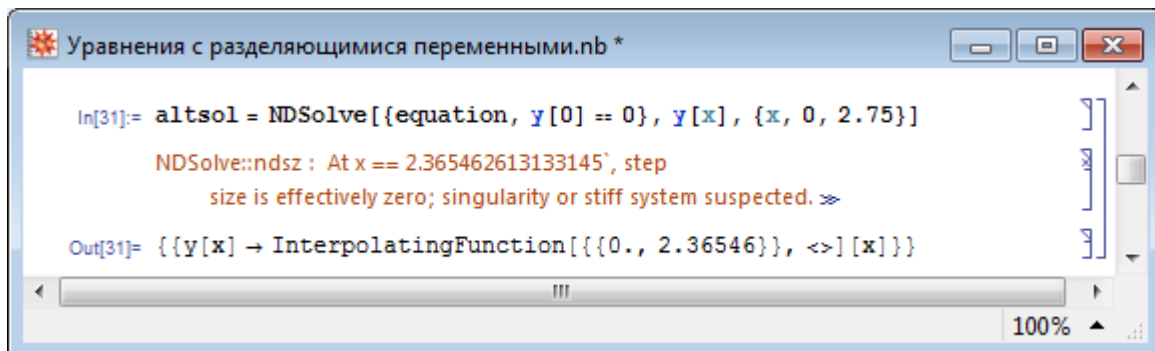 Уравнения с разделяющимися переменными.nb *
In[31]:= altsol = NDSolve[{equation, y[0] == 0}, y[x], {x, 0, 2.75}]
NDSolve::ndsz : At x == 2.365462613133145`, step
size is effectively zero; singularity or stiff system suspected. ≫
Out[31]= {{y[x] → InterpolatingFunction[{{0., 2.36546}}, <>][x]}}
100%